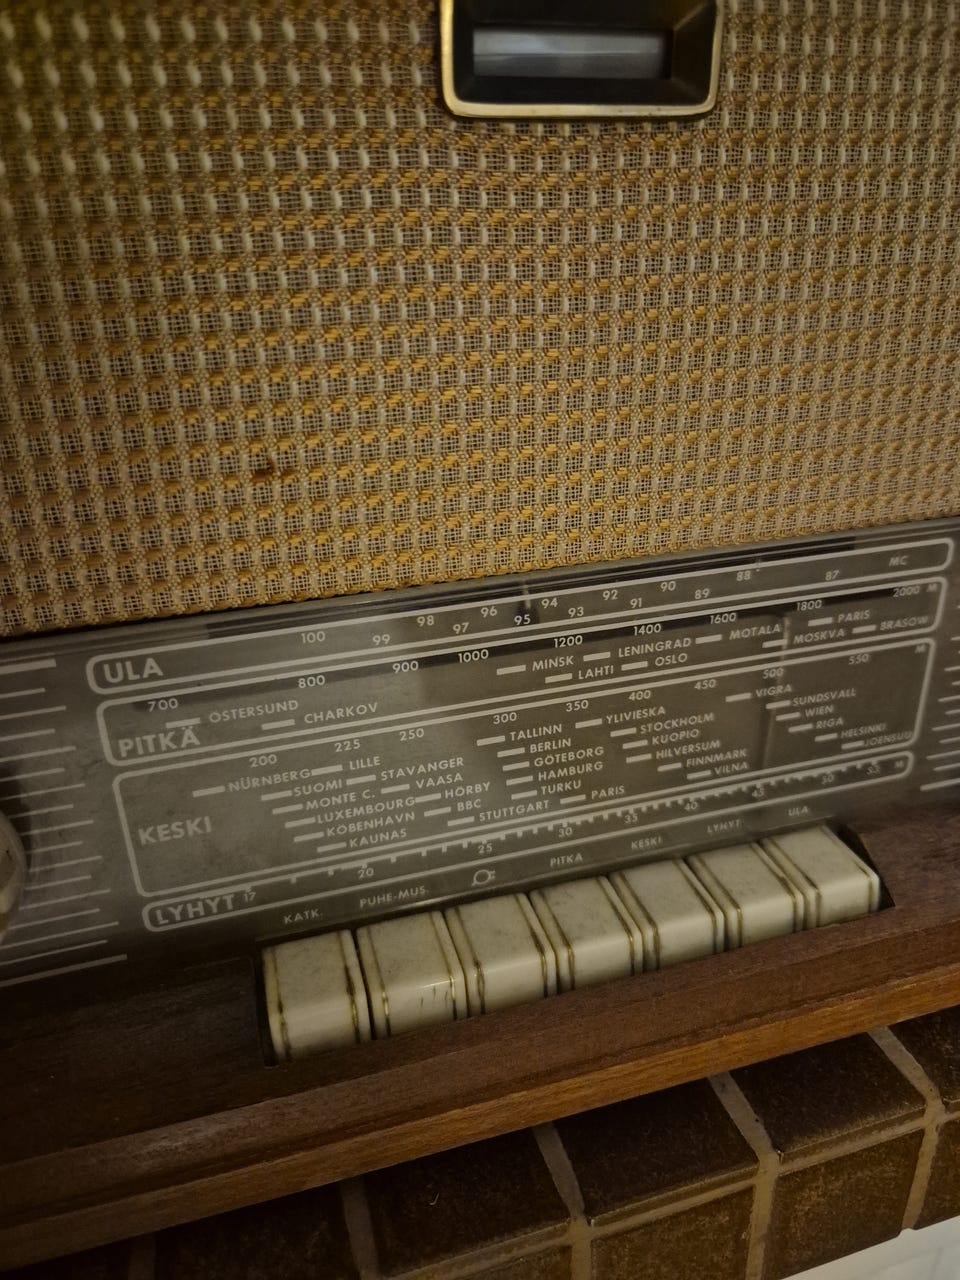 ULA 100 99 98 97 96 95 94 93 92 91 90 89 88 87 MC
700 800 900 1000 1200 1400 1600 1800 2000 M
PITKÄ ÖSTERSUND CHARKOV MINSK LAHTI LENINGRAD OSLO MOTALA MOSKVA PARIS BRASOW
200 225 250 300 350 400 450 500 550 M
NÜRNBERG LILLE TALLINN YLIVIESKA VIGRA SUNDSVALL
SUOMI STAVANGER BERLIN STOCKHOLM WIEN
MONTE C. VAASA GÖTEBORG KUOPIO RIGA
KESKI LUXEMBOURG HÖRBY HAMBURG HILVERSUM HELSINKI
KÖBENHAVN BBC TURKU FINNMARK JOENSUU
KAUNAS STUTTGART PARIS VILNA
LYHYT 17 20 25 30 35 40 45 50 55 M
KATK. PUHE-MUS. PITKA KESKI LYHYT ULA